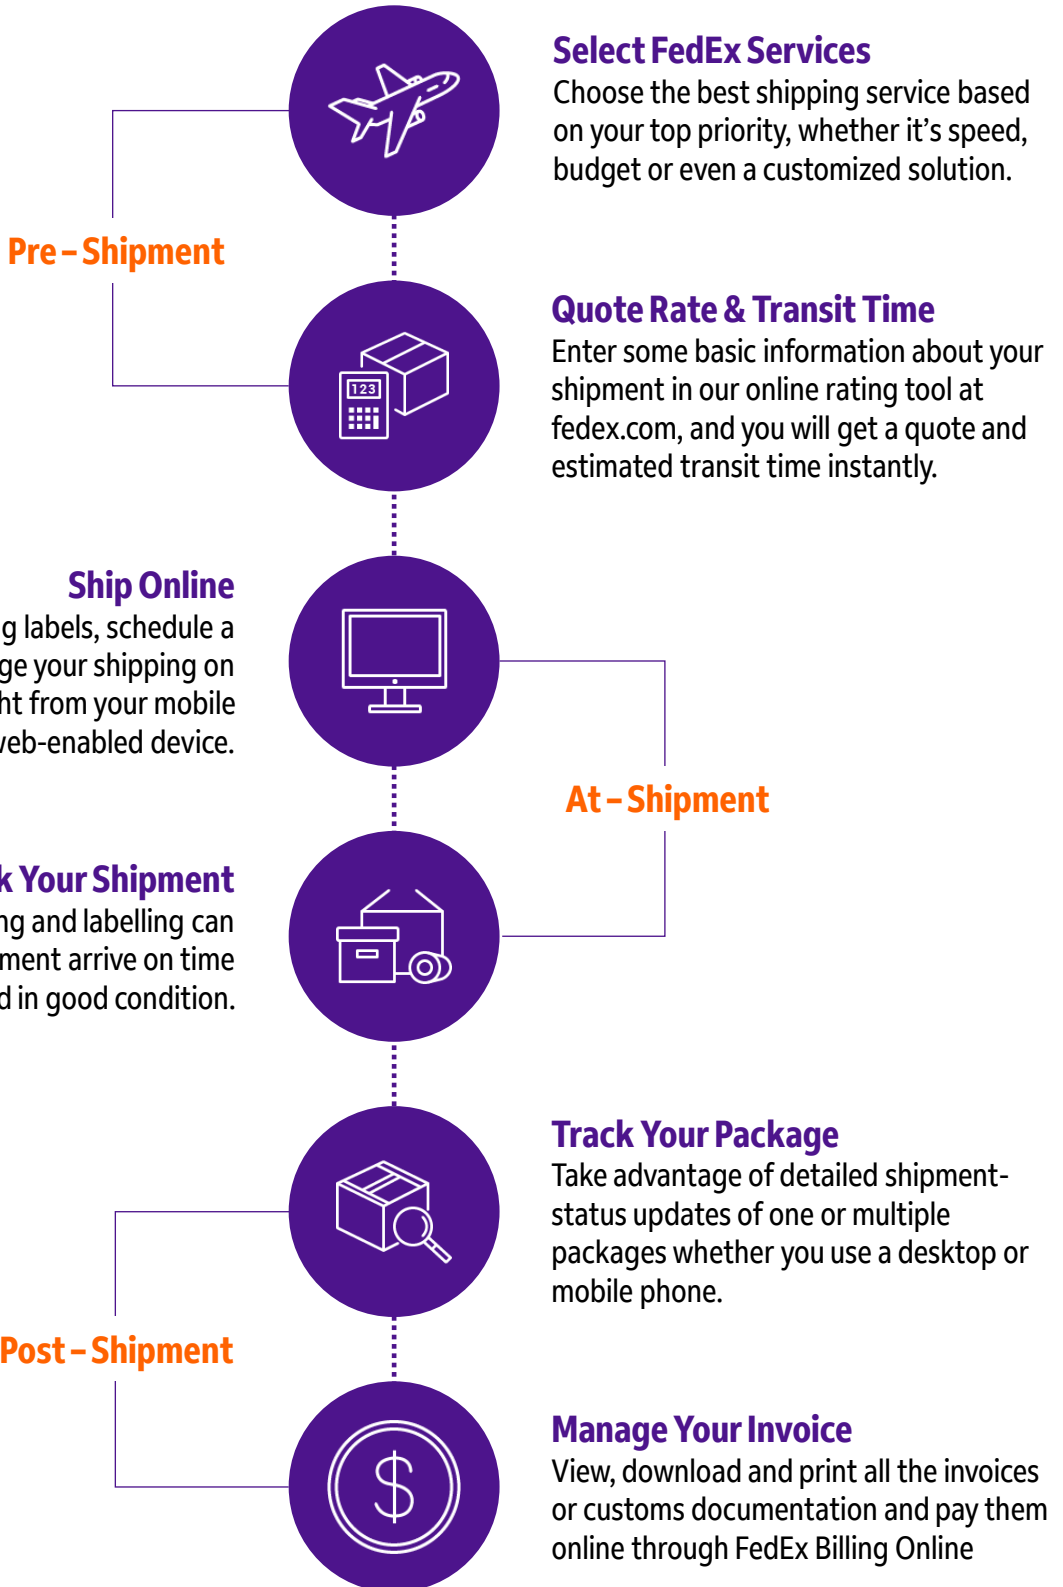 Select FedEx Services
Choose the best shipping service based
on your top priority, whether it's speed,
budget or even a customized solution.
Pre – Shipment
Quote Rate & Transit Time
Enter some basic information about your
shipment in our online rating tool at
fedex.com, and you will get a quote and
estimated transit time instantly.
123
Ship Online
labels, schedule a
your shipping on
from your mobile
web-enabled device.
At – Shipment
Your Shipment
and labelling can
arrive on time
in good condition.
Track Your Package
Take advantage of detailed shipment-
status updates of one or multiple
packages whether you use a desktop or
mobile phone.
Post – Shipment
$
Manage Your Invoice
View, download and print all the invoices
or customs documentation and pay them
online through FedEx Billing Online